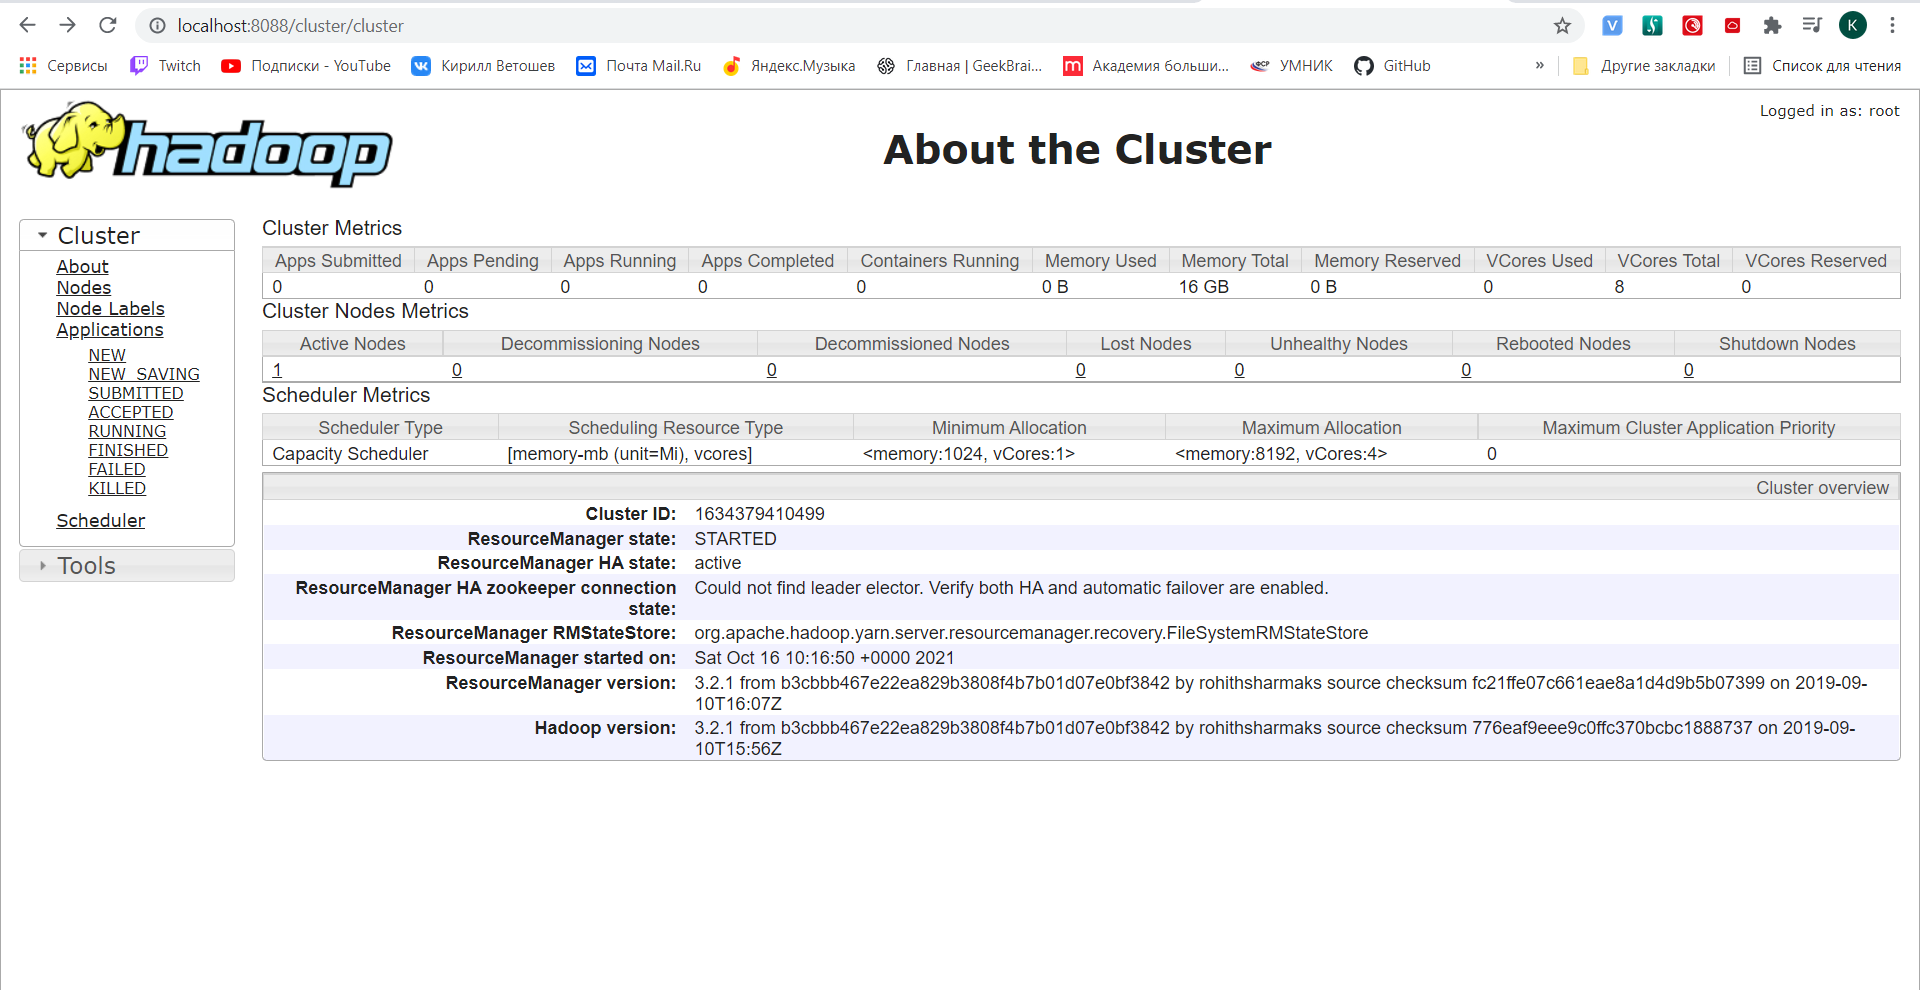 localhost:8088/cluster/cluster
V
K
Сервисы Twitch Подписки - YouTube Кирилл Ветошев Почта Mail.Ru Яндекс.Музыка Главная | GeekBrai... m Академия больши... УМНИК GitHub » Другие закладки Список для чтения
hadoop
About the Cluster
Logged in as: root
Cluster
About
Nodes
Node Labels
Applications
NEW
NEW_SAVING
SUBMITTED
ACCEPTED
RUNNING
FINISHED
FAILED
KILLED
Scheduler
Tools
Cluster Metrics
Apps Submitted Apps Pending Apps Running Apps Completed Containers Running Memory Used Memory Total Memory Reserved VCores Used VCores Total VCores Reserved
0 0 0 0 0 0 B 16 GB 0 B 0 8 0
Cluster Nodes Metrics
Active Nodes Decommissioning Nodes Decommissioned Nodes Lost Nodes Unhealthy Nodes Rebooted Nodes Shutdown Nodes
1 0 0 0 0 0 0
Scheduler Metrics
Scheduler Type Scheduling Resource Type Minimum Allocation Maximum Allocation Maximum Cluster Application Priority
Capacity Scheduler [memory-mb (unit=Mi), vcores] <memory:1024, vCores:1> <memory:8192, vCores:4> 0
Cluster overview
Cluster ID: 1634379410499
ResourceManager state: STARTED
ResourceManager HA state: active
ResourceManager HA zookeeper connection state: Could not find leader elector. Verify both HA and automatic failover are enabled.
ResourceManager RMStateStore: org.apache.hadoop.yarn.server.resourcemanager.recovery.FileSystemRMStateStore
ResourceManager started on: Sat Oct 16 10:16:50 +0000 2021
ResourceManager version: 3.2.1 from b3cbbb467e22ea829b3808f4b7b01d07e0bf3842 by rohithsharmaks source checksum fc21ffe07c661eae8a1d4d9b5b07399 on 2019-09-
10T16:07Z
Hadoop version: 3.2.1 from b3cbbb467e22ea829b3808f4b7b01d07e0bf3842 by rohithsharmaks source checksum 776eaf9eee9c0ffc370bcbc1888737 on 2019-09-
10T15:56Z